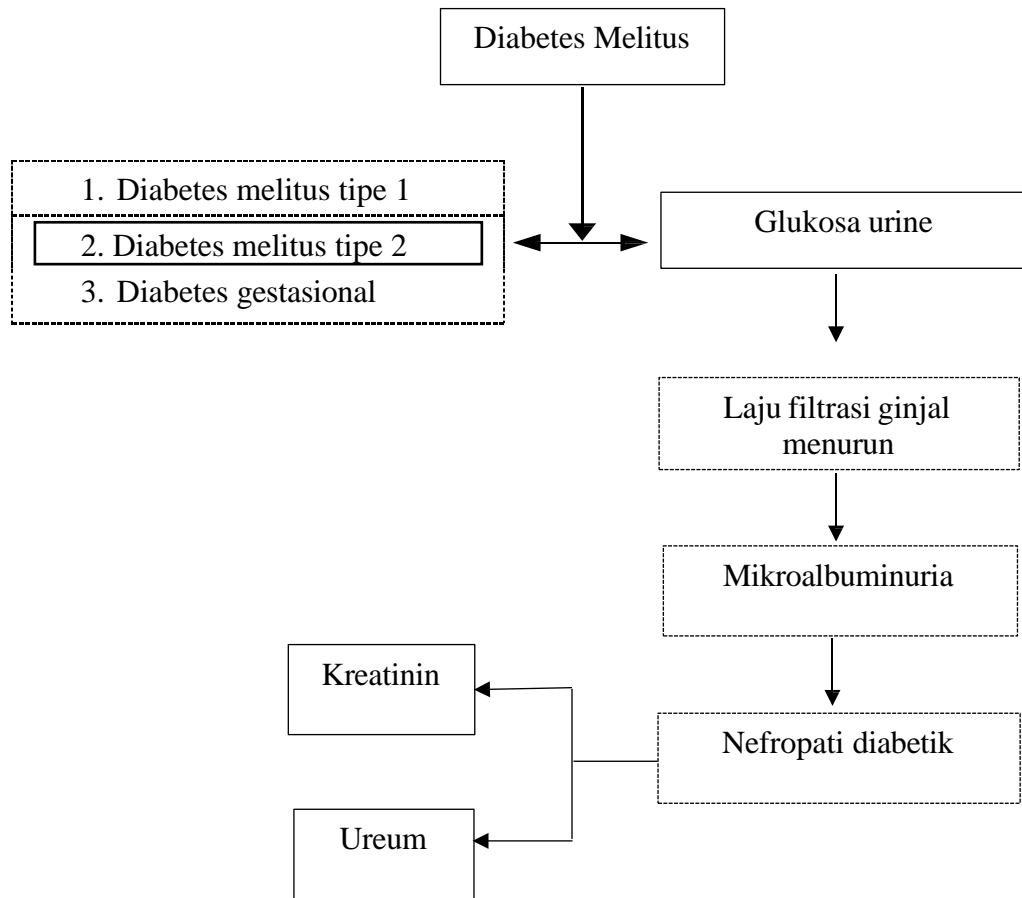 Diabetes Melitus
1. Diabetes melitus tipe 1
2. Diabetes melitus tipe 2
3. Diabetes gestasional
Glukosa urine
Laju filtrasi ginjal
menurun
Mikroalbuminuria
Nefropati diabetik
Kreatinin
Ureum